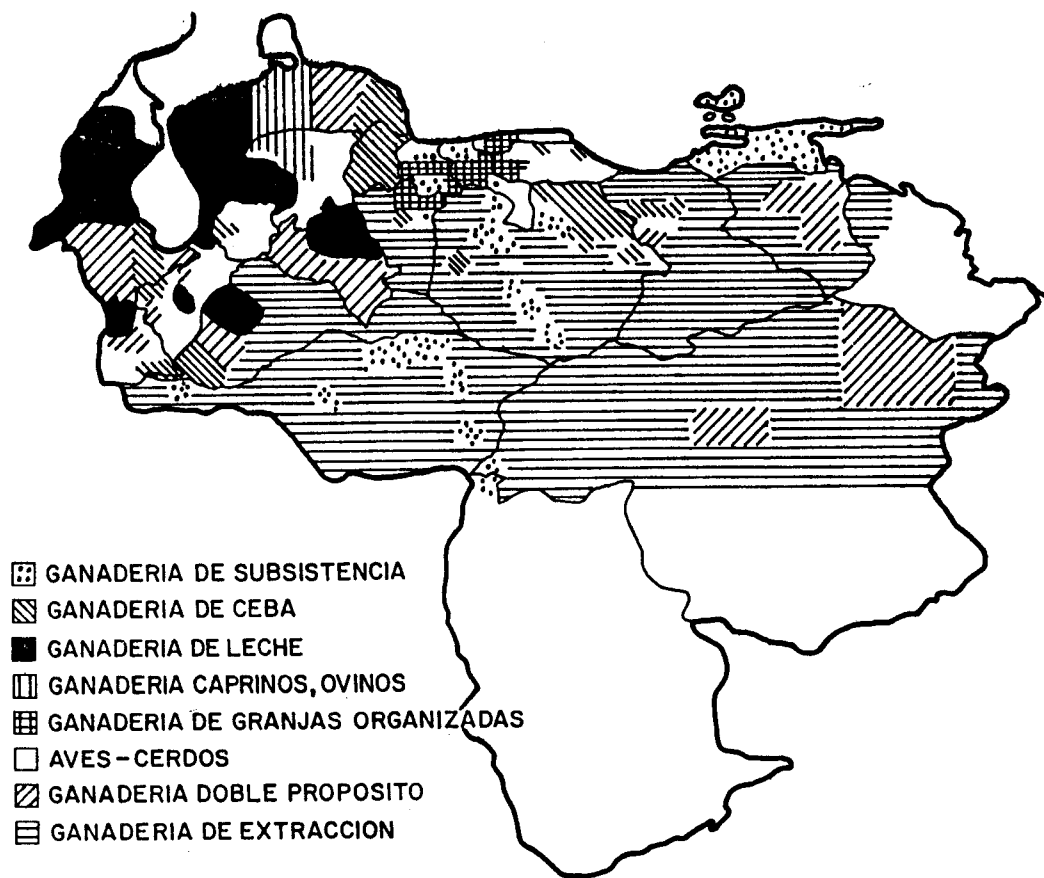 GANADERIA DE SUBSISTENCIA
GANADERIA DE CEBA
GANADERIA DE LECHE
GANADERIA CAPRINOS, OVINOS
GANADERIA DE GRANJAS ORGANIZADAS
AVES-CERDOS
GANADERIA DOBLE PROPOSITO
GANADERIA DE EXTRACCION